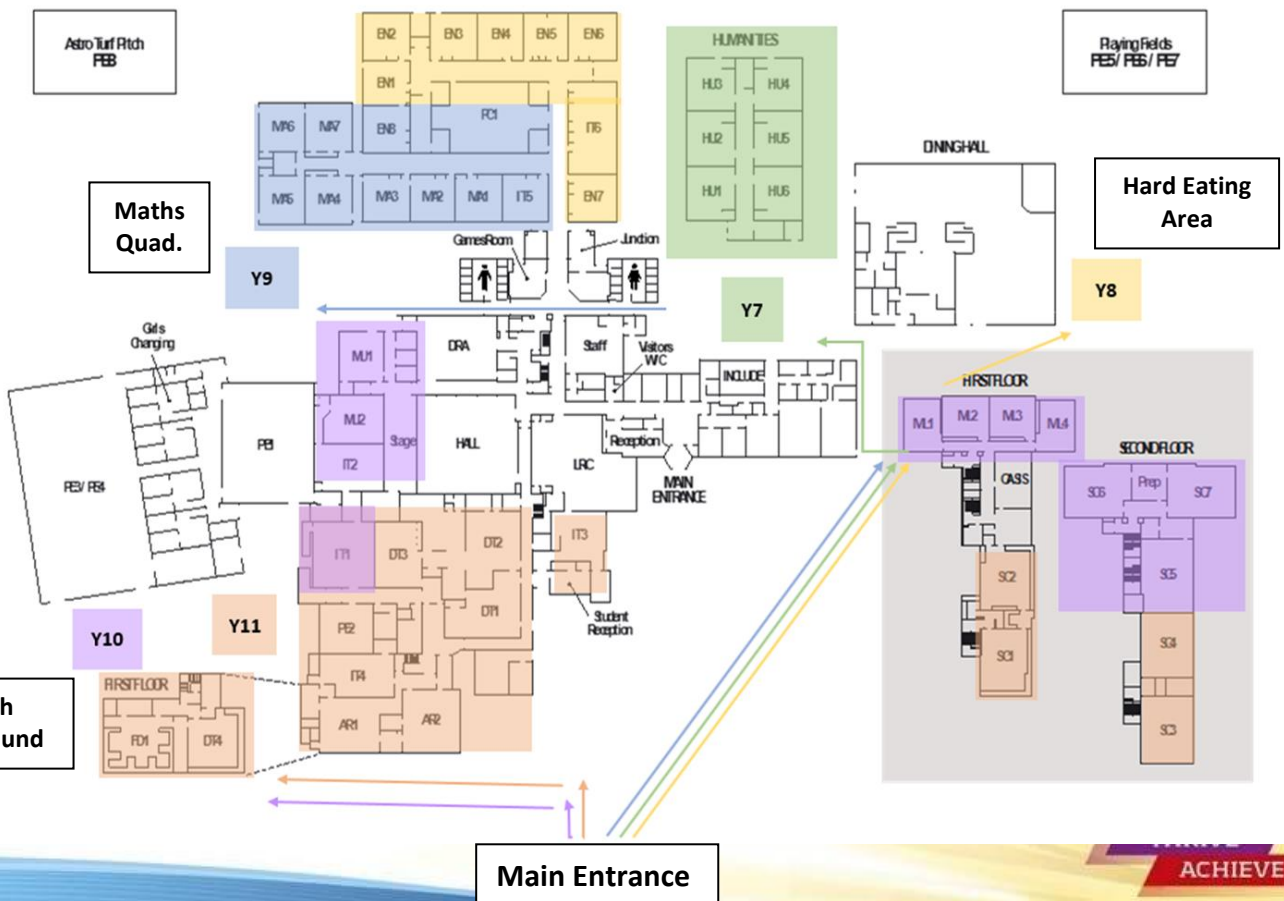 Astro Turf Pitch
PE8
EN2
EN3
EN4
EN5
EN6
HUMANITIES
Playing Fields
PE5/ PE6 / PE7
EN1
HU3
HU4
MA6
MA7
EN8
PC1
IT6
HU2
HU5
DINING HALL
Hard Eating
Area
MA5
MA4
MA3
MA2
MA1
IT5
EN7
HU1
HU6
Maths
Quad.
Games Room
Junction
Y9
Y7
Y8
Girls
Changing
MU1
DRA
Staff
Visitors
W/C
INCLUDE
FIRST FLOOR
PE1
MU2
Stage
HALL
Reception
ML1
ML2
ML3
ML4
IT2
LRC
MAIN
ENTRANCE
SECOND FLOOR
PE3/ PE4
OASIS
SC6
Prep
SC7
IT1
DT3
DT2
IT3
SC2
SC5
DT1
Student
Reception
Y10
Y11
PE2
SC1
SC4
FIRST FLOOR
IT4
FD1
DT4
AR1
AR2
SC3
Main Entrance
ACHIEVE